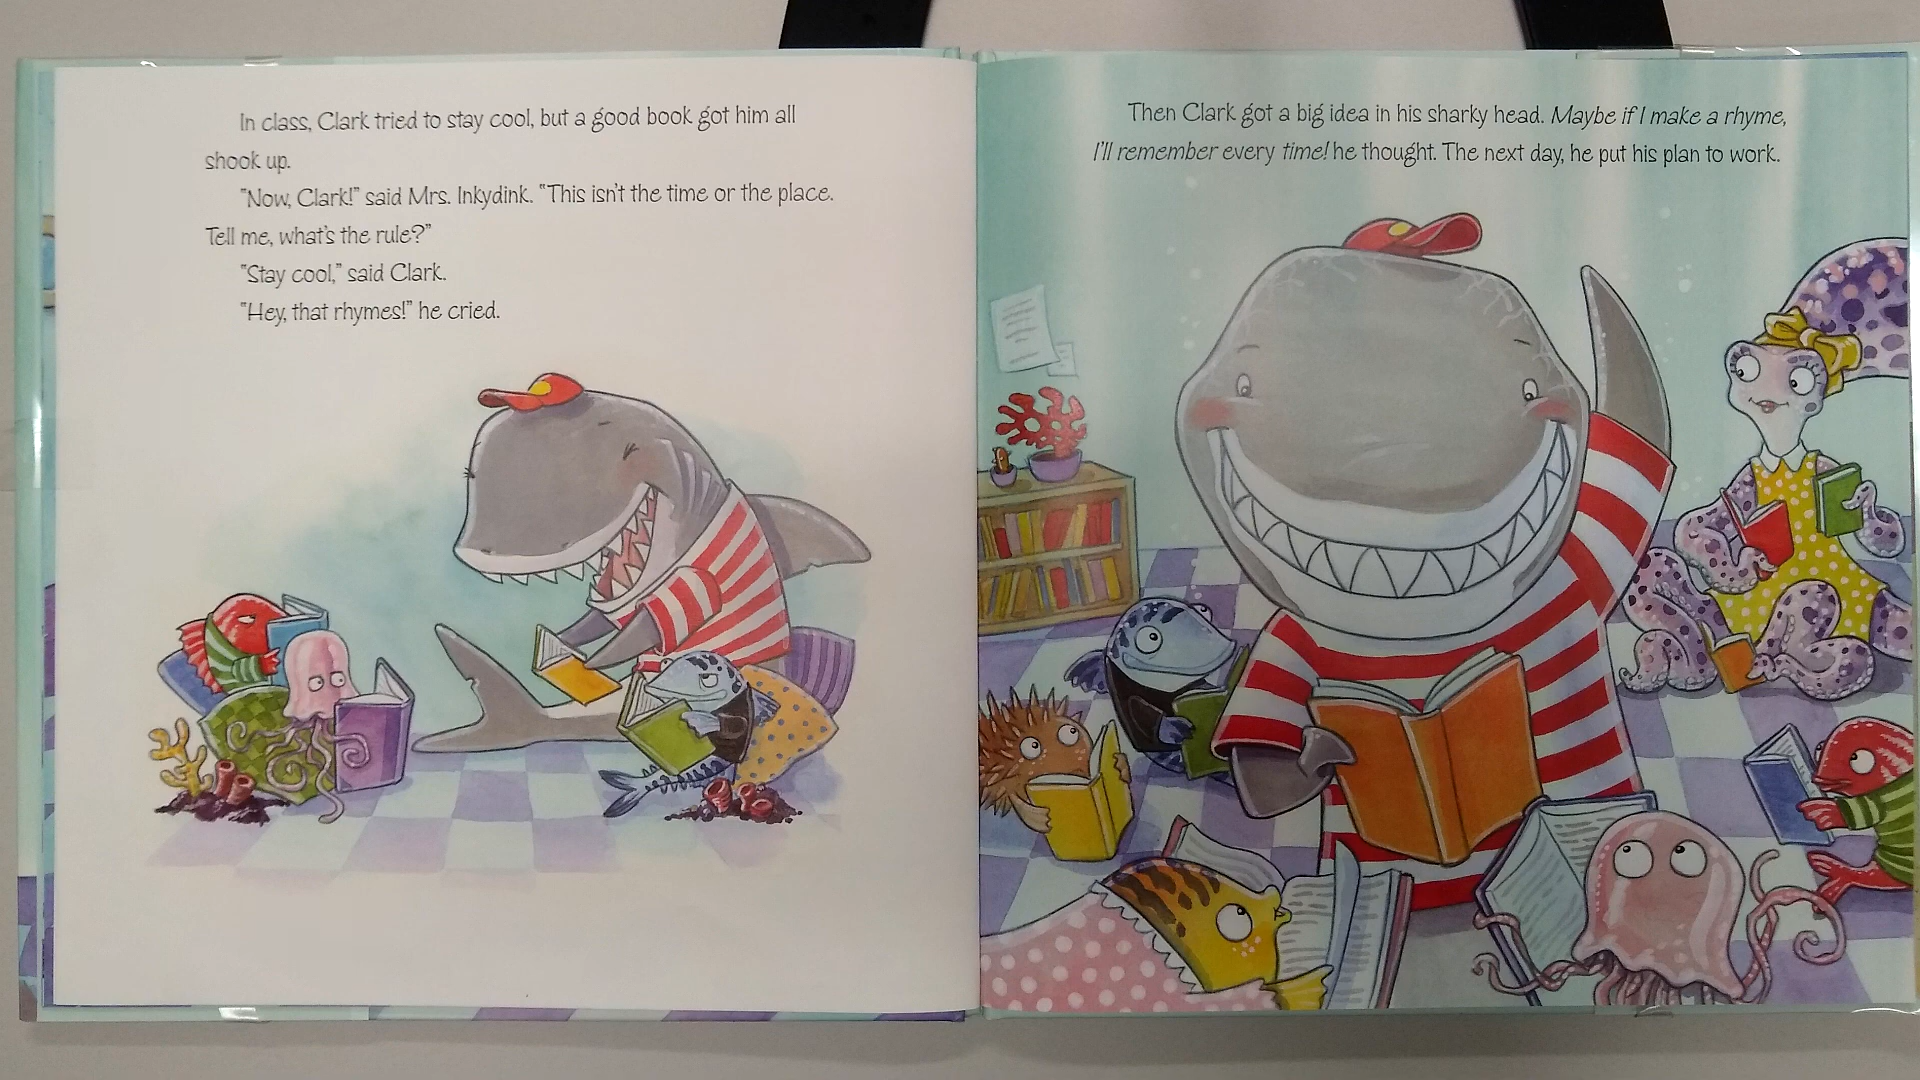 In class, Clark tried to stay cool, but a good book got him all
shook up.
"Now, Clark!" said Mrs. Inkydink. "This isn't the time or the place.
Tell me, what's the rule?"
"Stay cool," said Clark.
"Hey, that rhymes!" he cried.
Then Clark got a big idea in his sharky head. Maybe if I make a rhyme,
I'll remember every time! he thought. The next day, he put his plan to work.